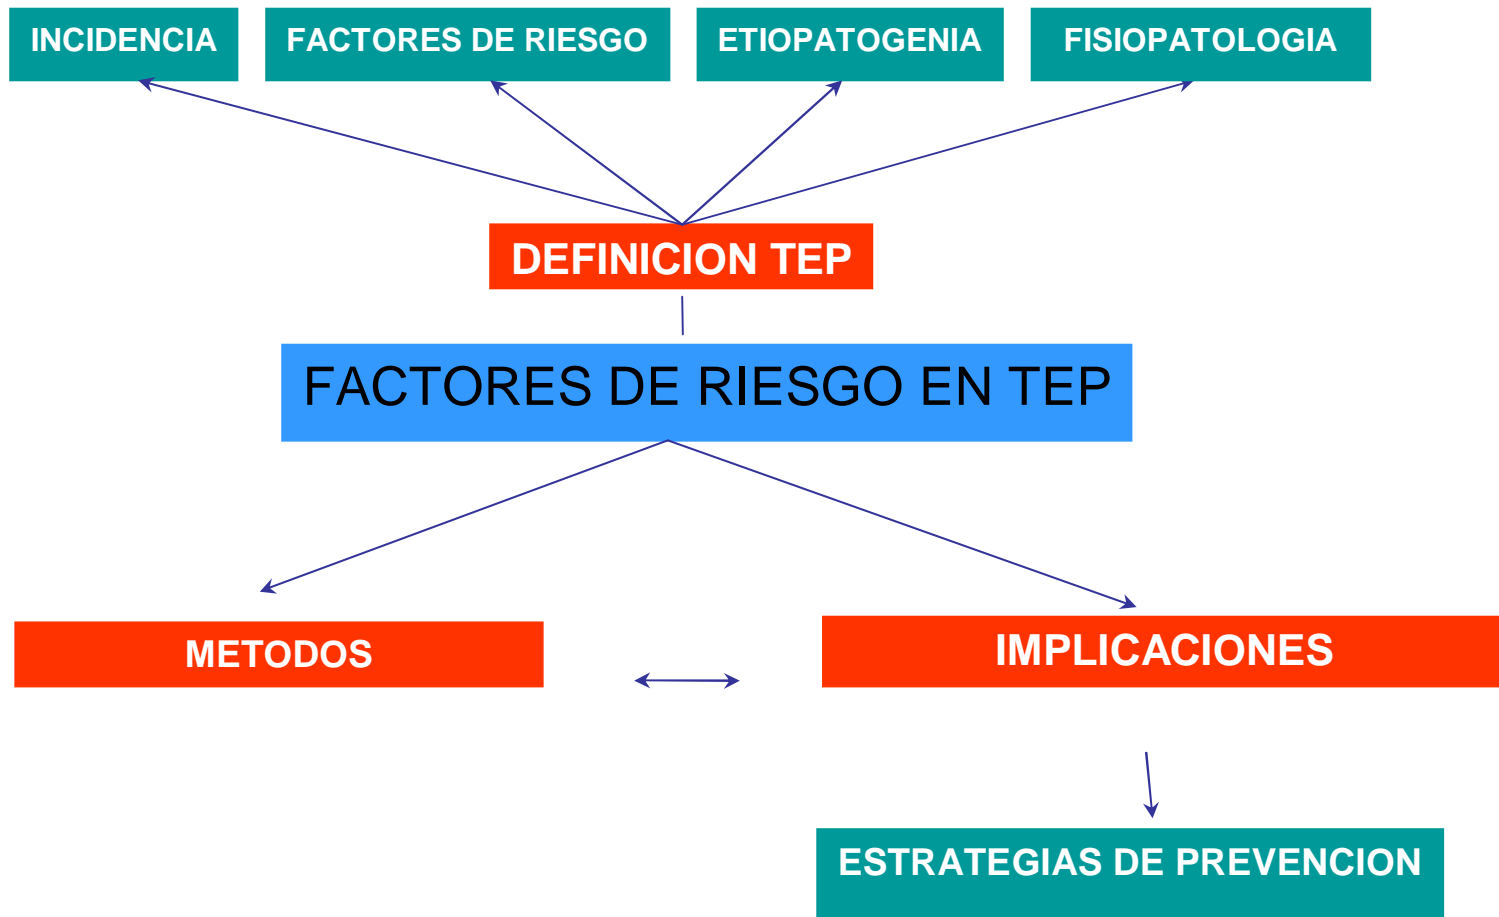 INCIDENCIA
FACTORES DE RIESGO
ETIOPATOGENIA
FISIOPATOLOGIA
DEFINICION TEP
FACTORES DE RIESGO EN TEP
METODOS
IMPLICACIONES
ESTRATEGIAS DE PREVENCION